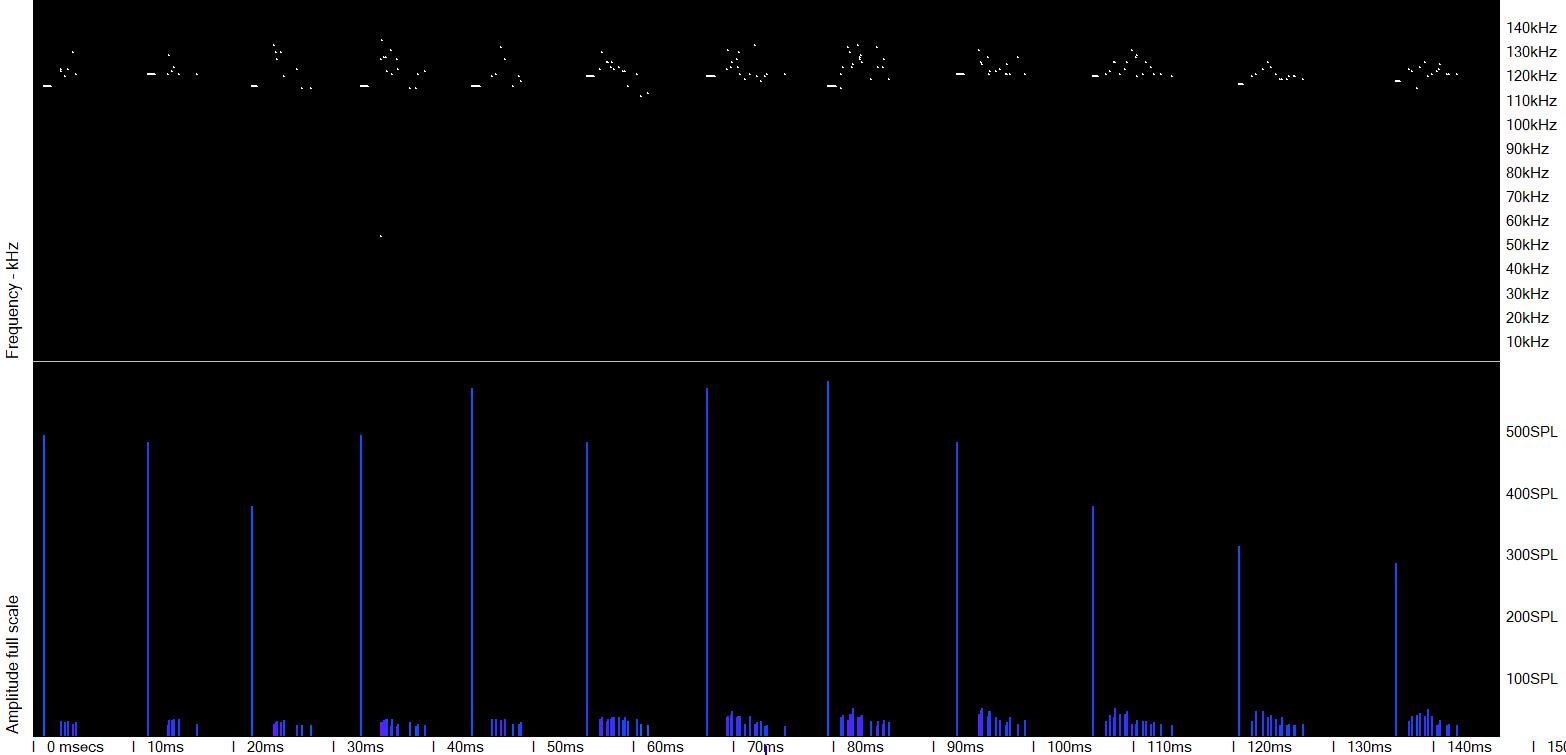 140kHz
130kHz
120kHz
110kHz
100kHz
90kHz
80kHz
70kHz
60kHz
50kHz
40kHz
30kHz
20kHz
10kHz
Frequency - kHz
500SPL
400SPL
300SPL
200SPL
100SPL
Amplitude full scale
0 msecs 10ms 20ms 30ms 40ms 50ms 60ms 70ms 80ms 90ms 100ms 110ms 120ms 130ms 140ms